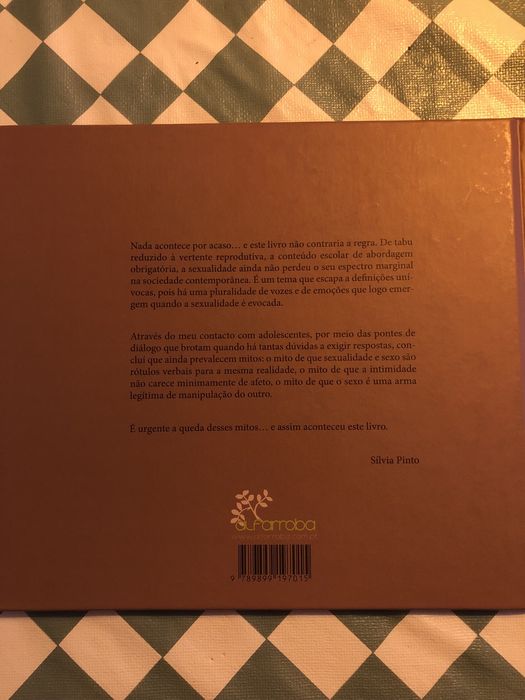 Nada acontece por acaso… e este livro não contraria a regra. De tabu
reduzido à vertente reprodutiva, a conteúdo escolar de abordagem
obrigatória, a sexualidade ainda não perdeu o seu espectro marginal
na sociedade contemporânea. É um tema que escapa a definições uní-
vocas, pois há uma pluralidade de vozes e de emoções que logo emer-
gem quando a sexualidade é evocada.
Através do meu contacto com adolescentes, por meio das pontes de
diálogo que brotam quando há tantas dúvidas a exigir respostas, con-
cluí que ainda prevalecem mitos: o mito de que sexualidade e sexo são
rótulos verbais para a mesma realidade, o mito de que a intimidade
não carece minimamente de afeto, o mito de que o sexo é uma arma
legítima de manipulação do outro.
É urgente a queda desses mitos… e assim aconteceu este livro.
Sílvia Pinto
alfarroba
www.alfarroba.com.pt
9 789899 197015